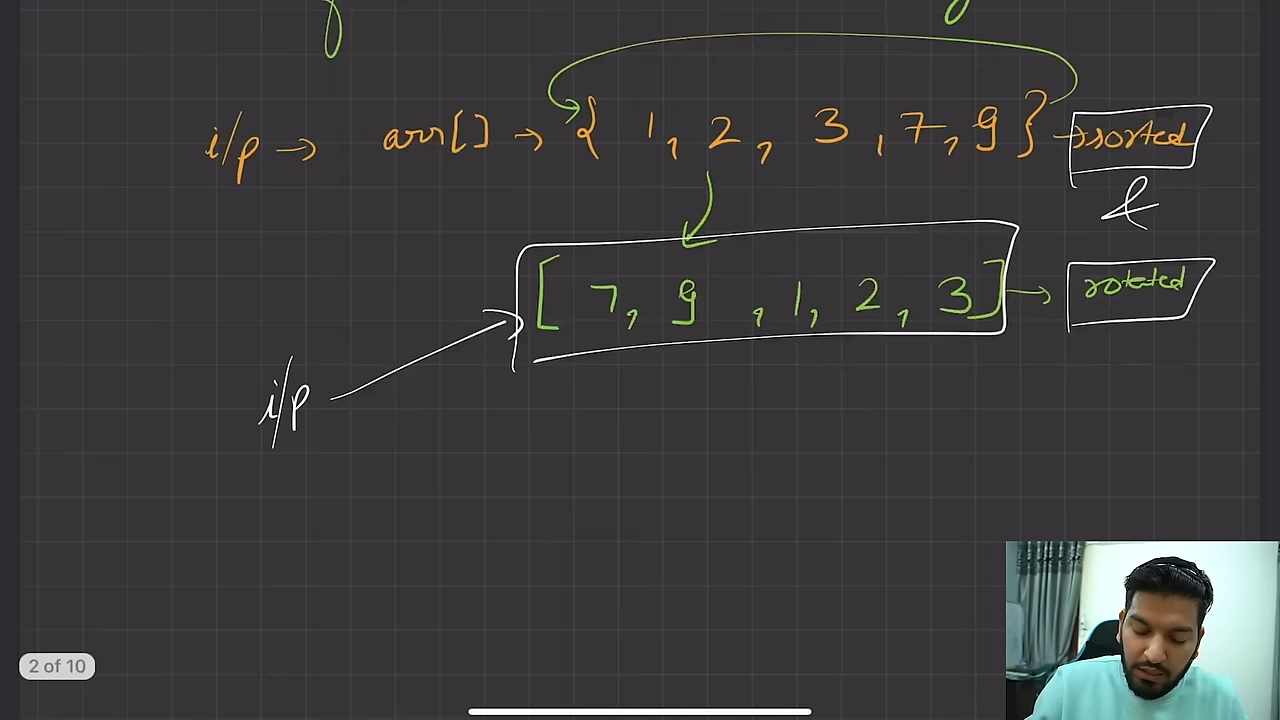 i/p → arr[] → { 1, 2, 3, 7, 9 } → sorted
&
[ 7, 9, 1, 2, 3 ] → rotated
i/p
2 of 10